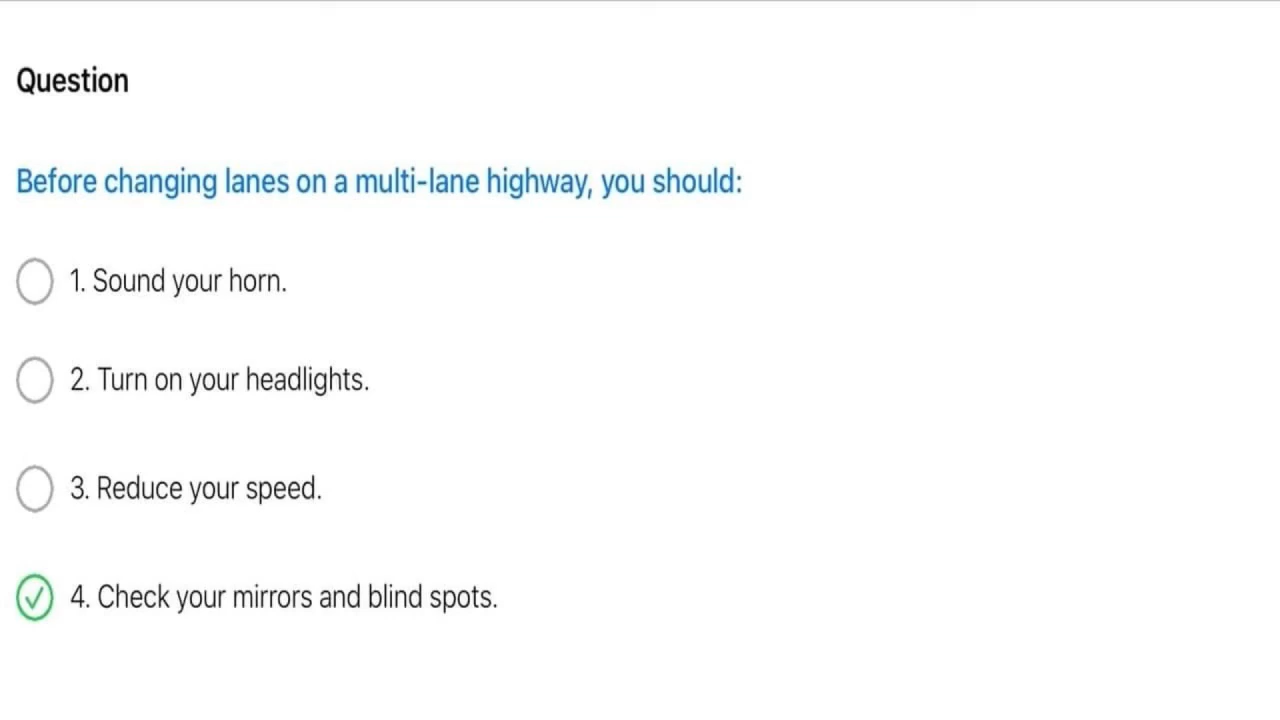 Question
Before changing lanes on a multi-lane highway, you should:
1. Sound your horn.
2. Turn on your headlights.
3. Reduce your speed.
4. Check your mirrors and blind spots.